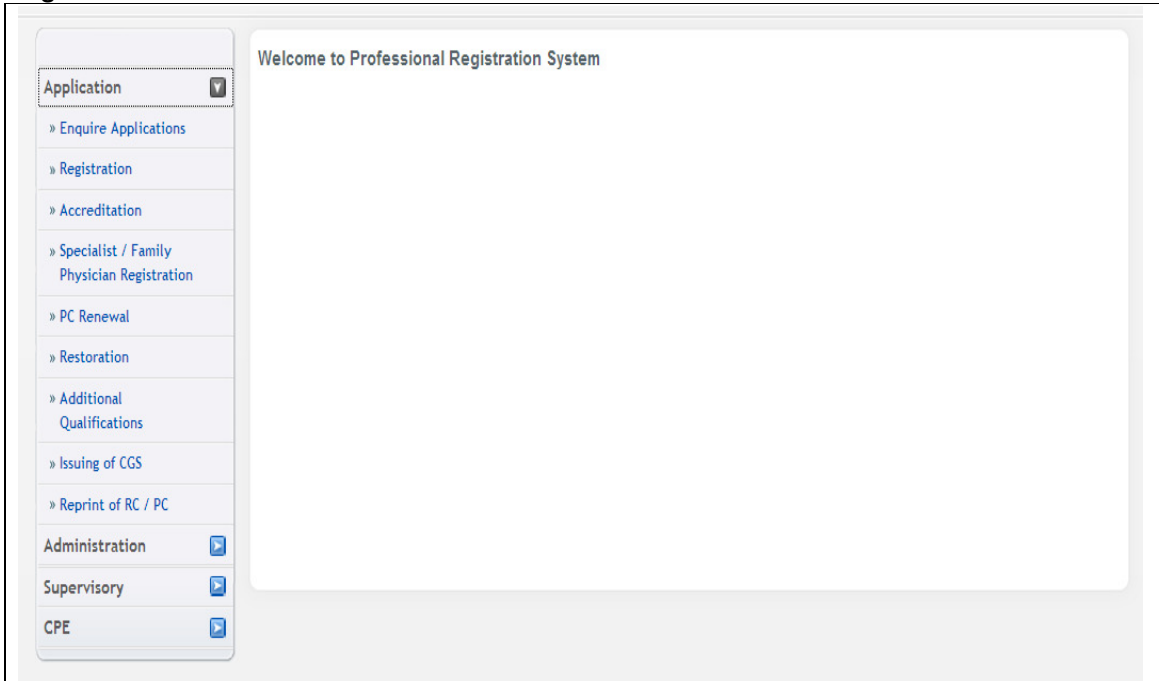 Application
» Enquire Applications
» Registration
» Accreditation
» Specialist / Family
Physician Registration
» PC Renewal
» Restoration
» Additional
Qualifications
» Issuing of CGS
» Reprint of RC / PC
Administration
Supervisory
CPE
Welcome to Professional Registration System